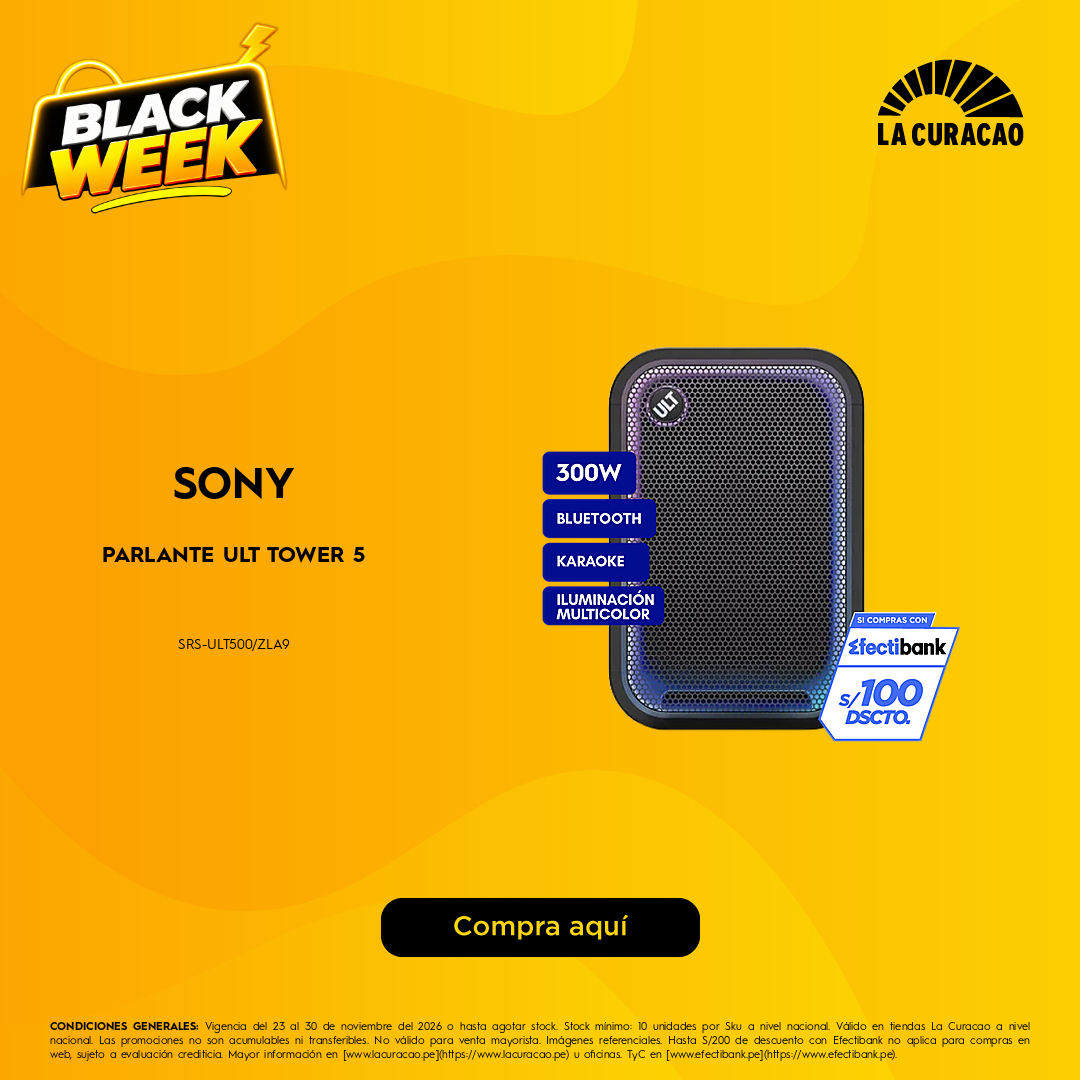 BLACK
WEEK
LA CURACAO
SONY
PARLANTE ULT TOWER 5
SRS-ULT500/ZLA9
ULT
300W
BLUETOOTH
KARAOKE
ILUMINACIÓN
MULTICOLOR
SI COMPRAS CON
Efectibank
S/100
DSCTO.
Compra aquí
CONDICIONES GENERALES: Vigencia del 23 al 30 de noviembre del 2026 o hasta agotar stock. Stock mínimo: 10 unidades por Sku a nivel nacional. Válido en tiendas La Curacao a nivel
nacional. Las promociones no son acumulables ni transferibles. No válido para venta mayorista. Imágenes referenciales. Hasta S/200 de descuento con Efectibank no aplica para compras en
web, sujeto a evaluación crediticia. Mayor información en [www.lacuracao.pe](https://www.lacuracao.pe) u oficinas. TyC en [www.efectibank.pe](https://www.efectibank.pe).